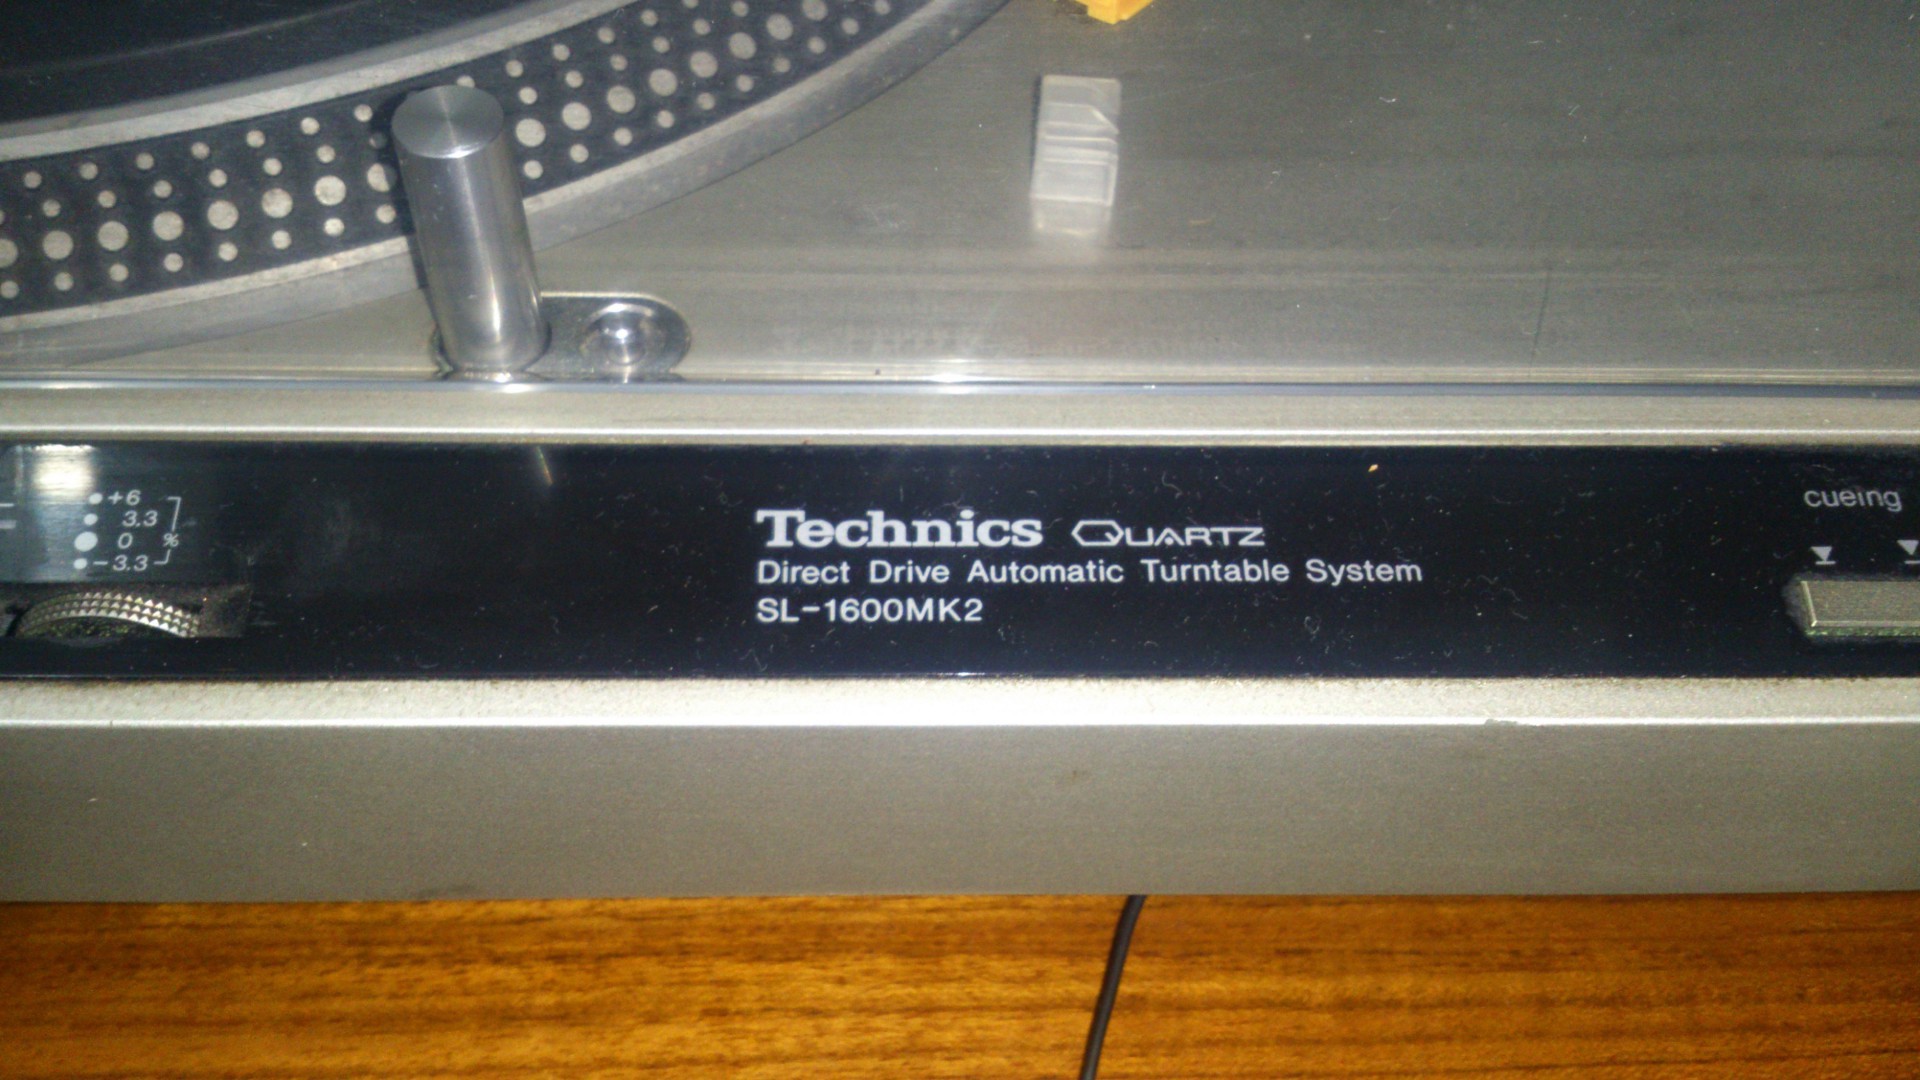 +6
3.3
0 %
-3.3
Technics QUARTZ
Direct Drive Automatic Turntable System
SL-1600MK2
cueing